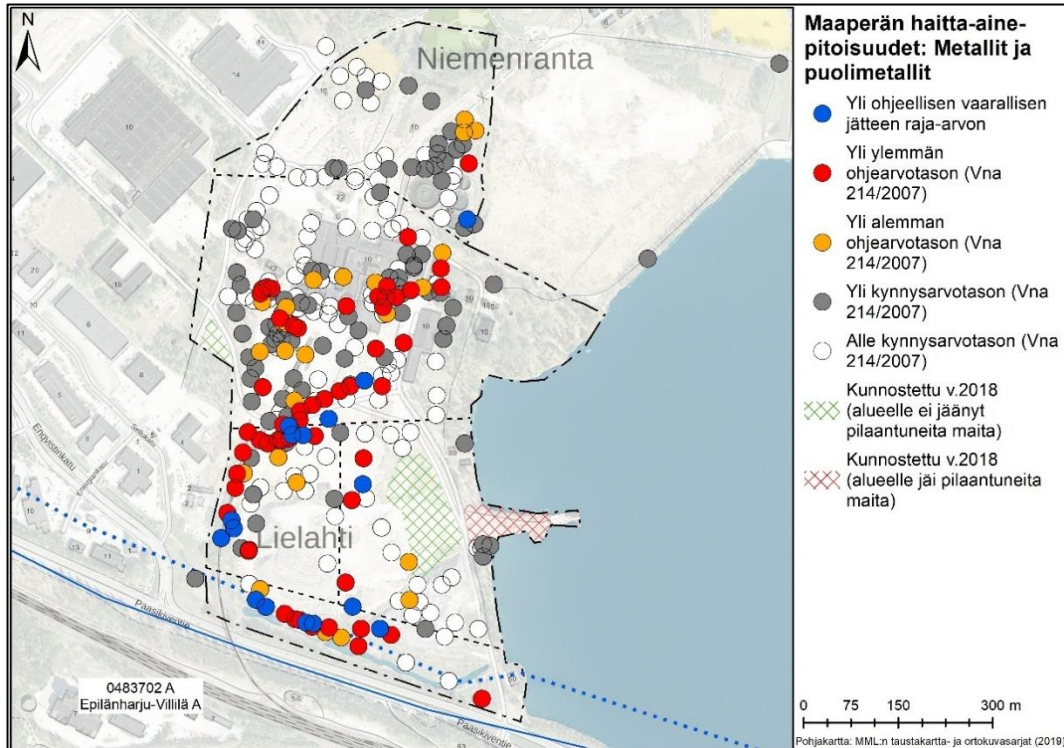 N
Niemenranta
Lielahti
Engvistinkatu
Energiankatu
Paasikiventie
Paasikiventie
0483702 A
Epilänharju-Villilä A
Maaperän haitta-aine-
pitoisuudet: Metallit ja
puolimetallit
Yli ohjeellisen vaarallisen
jätteen raja-arvon
Yli ylemmän
ohjearvotason (Vna
214/2007)
Yli alemman
ohjearvotason (Vna
214/2007)
Yli kynnysarvotason (Vna
214/2007)
Alle kynnysarvotason (Vna
214/2007)
Kunnostettu v.2018
(alueelle ei jäänyt
pilaantuneita maita)
Kunnostettu v.2018
(alueelle jäi pilaantuneita
maita)
0 75 150 300 m
Pohjakartta: MML:n taustakartta- ja ortokuvasarjat (2019)